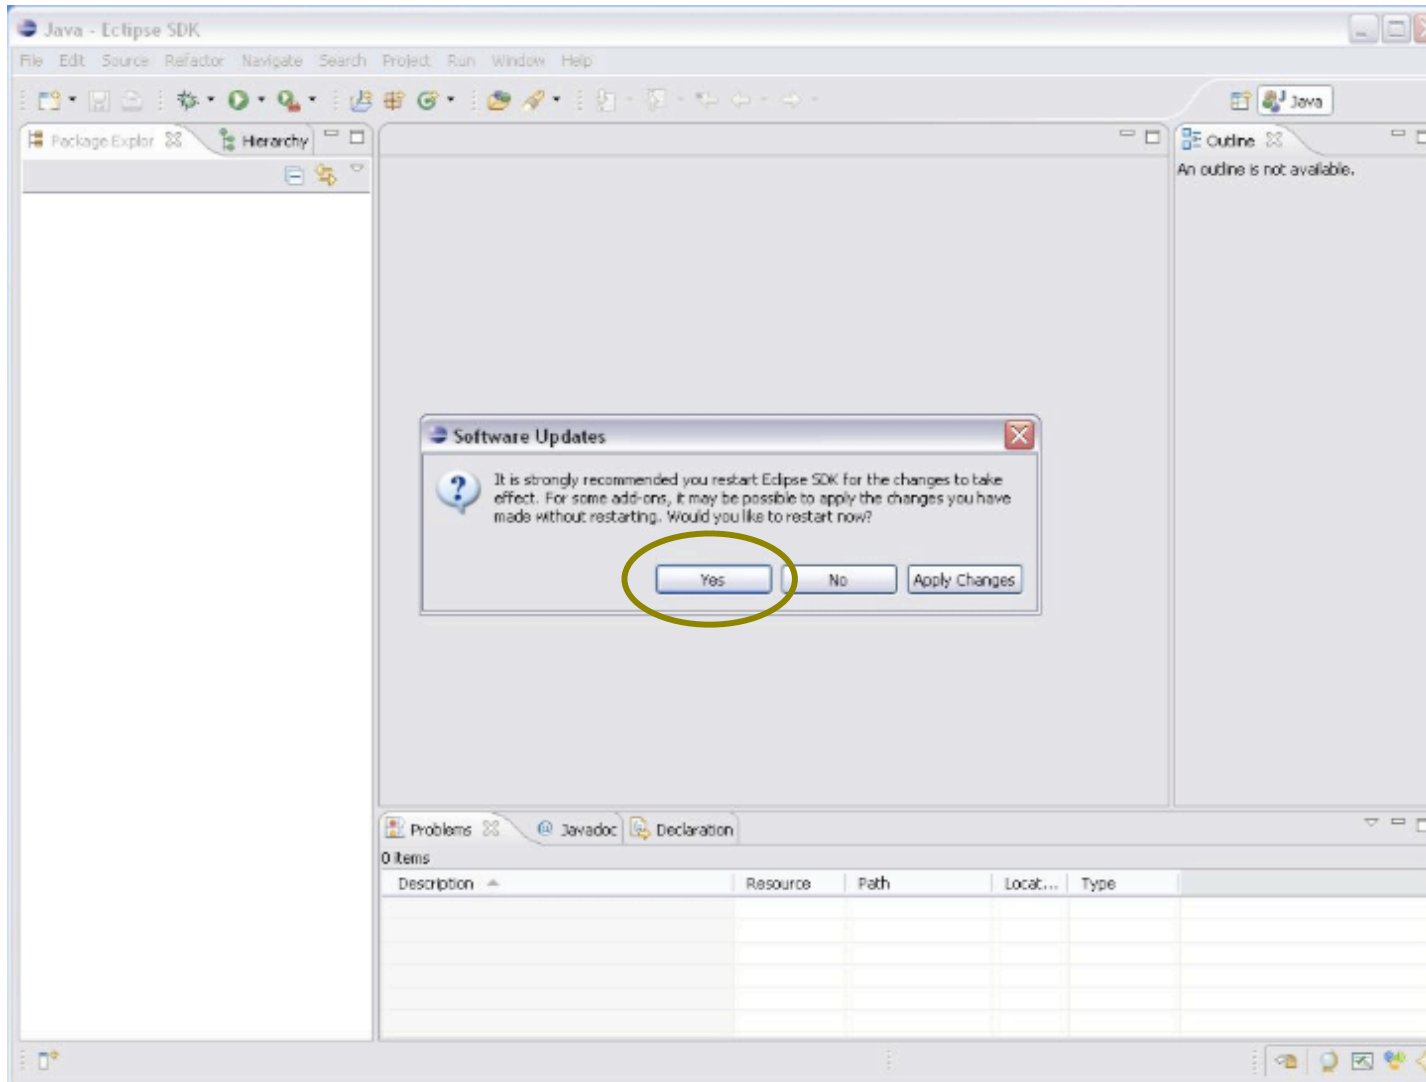 Java - Eclipse SDK
File Edit Source Refactor Navigate Search Project Run Window Help
Java
Package Explor
Hierarchy
Outline
An outline is not available.
Software Updates
It is strongly recommended you restart Eclipse SDK for the changes to take
effect. For some add-ons, it may be possible to apply the changes you have
made without restarting. Would you like to restart now?
Yes No Apply Changes
Problems Javadoc Declaration
0 items
Description Resource Path Locat... Type